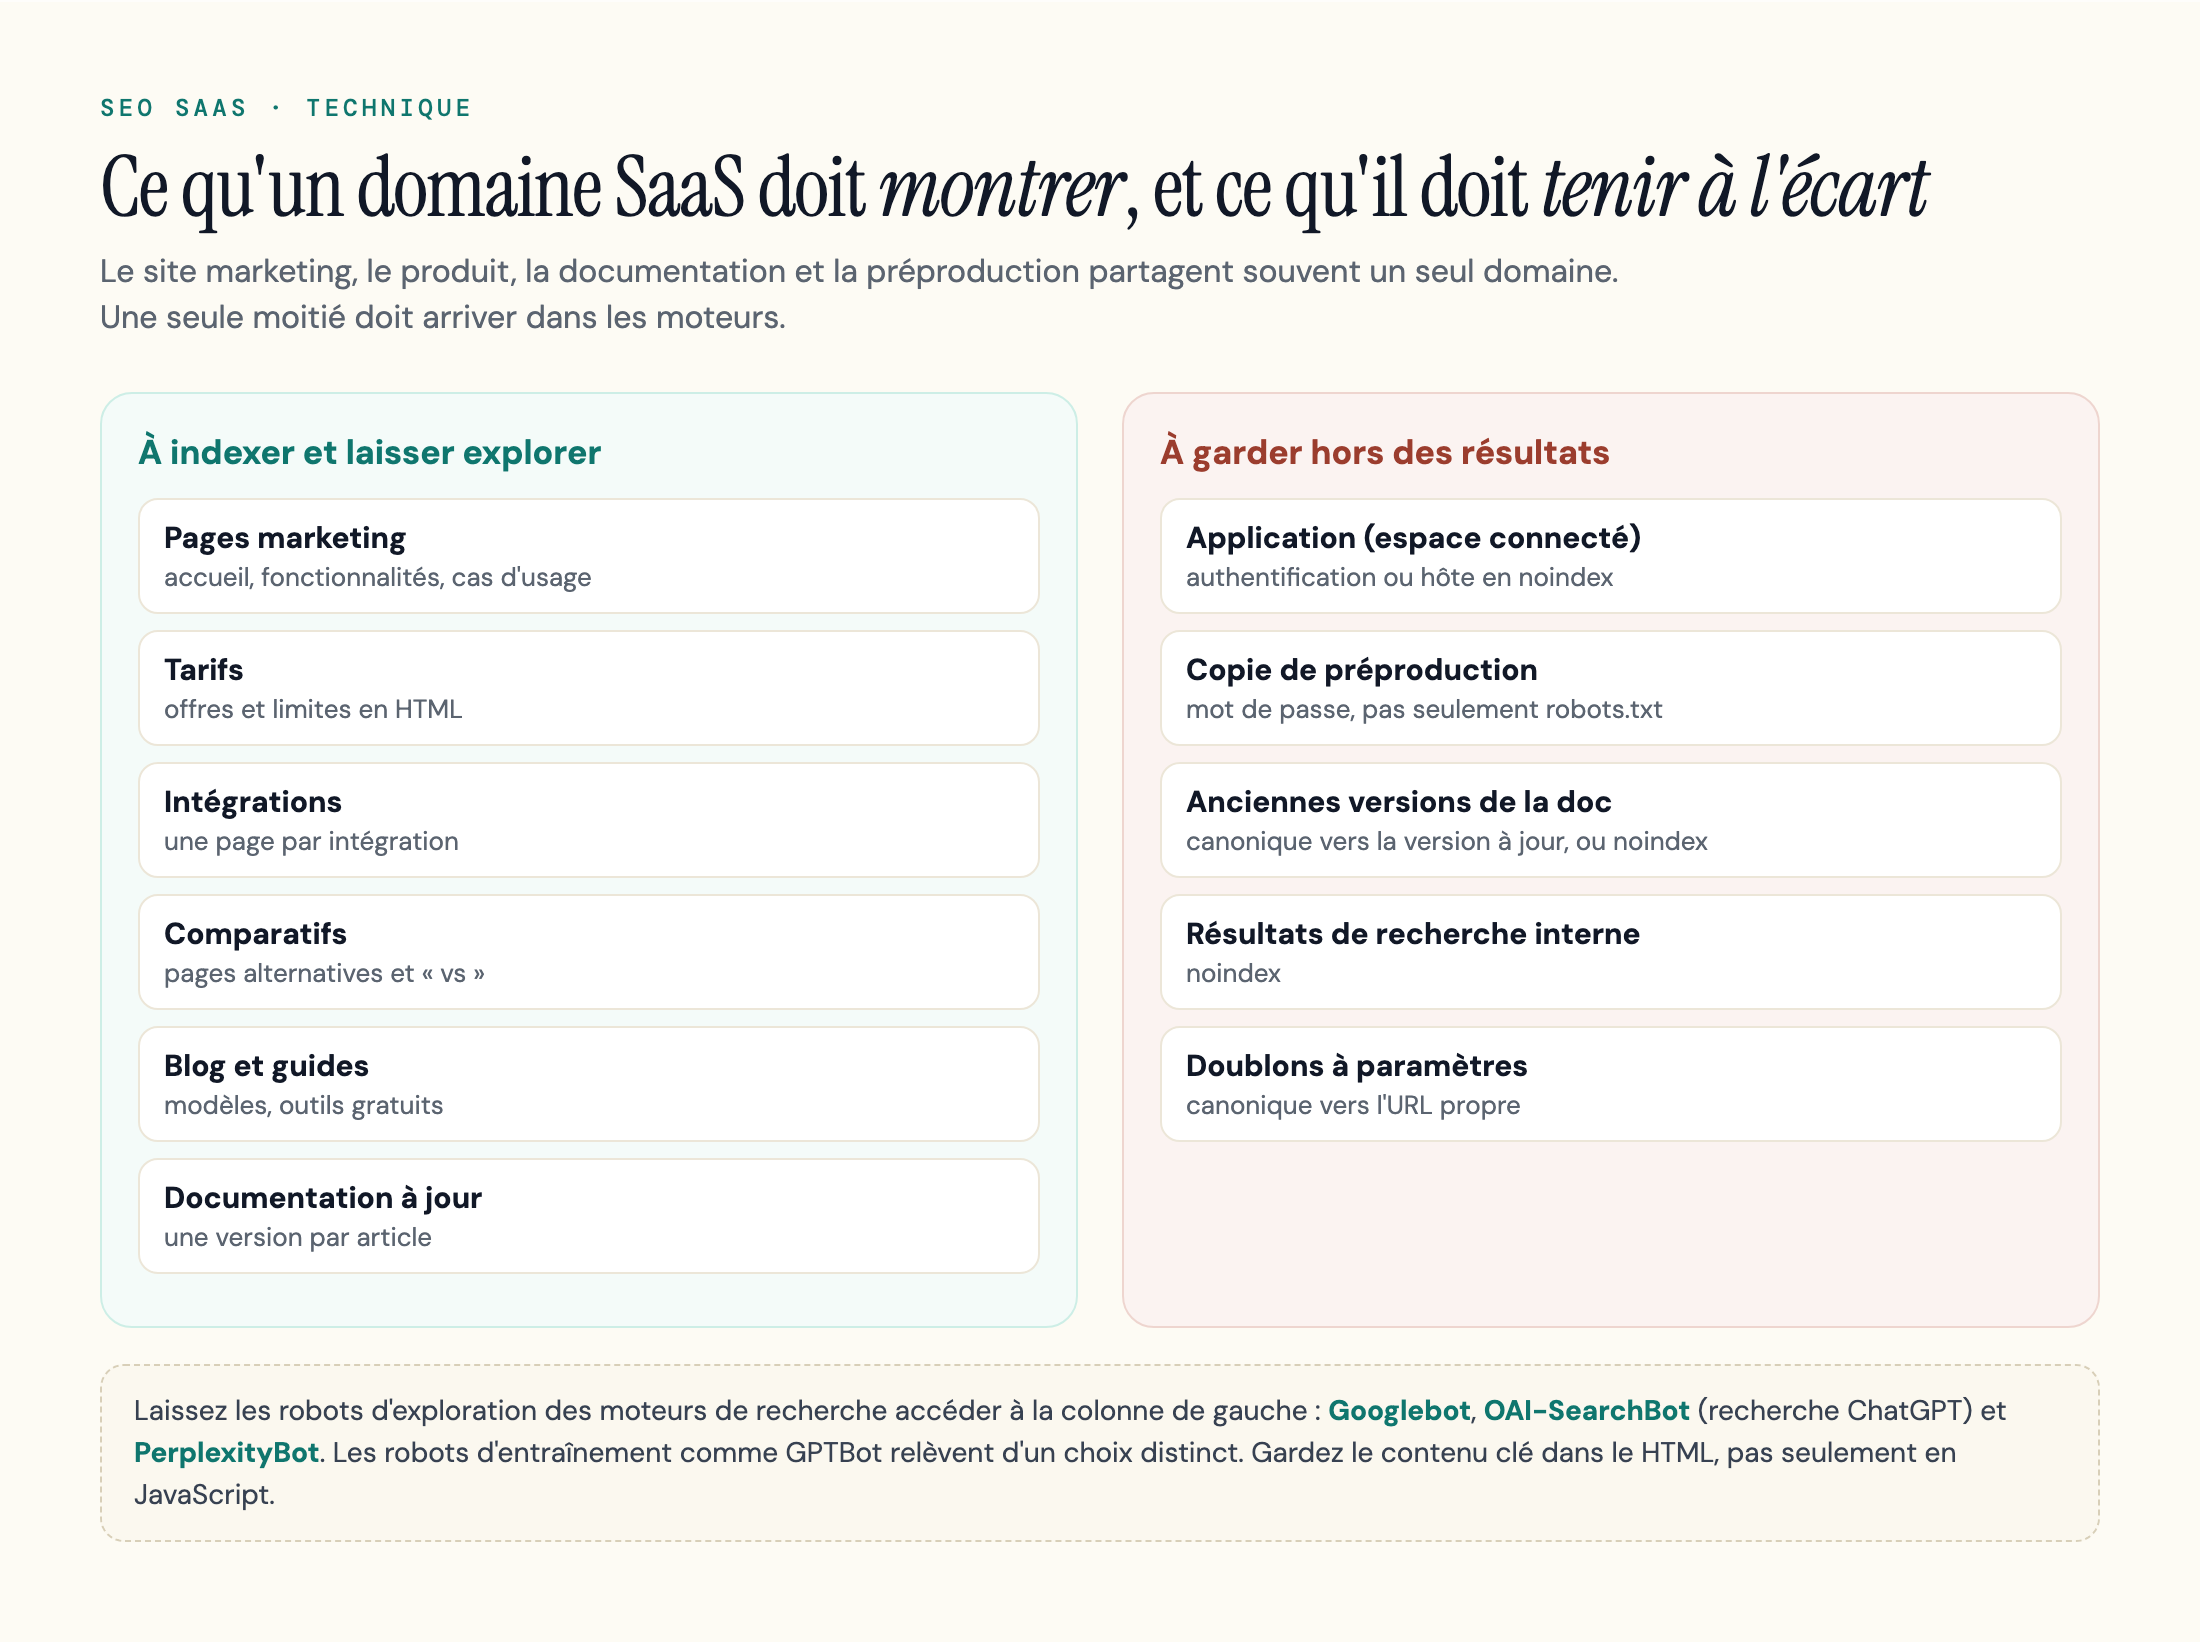 SEO SAAS · TECHNIQUE
Ce qu'un domaine SaaS doit montrer, et ce qu'il doit tenir à l'écart
Le site marketing, le produit, la documentation et la préproduction partagent souvent un seul domaine.
Une seule moitié doit arriver dans les moteurs.
À indexer et laisser explorer
Pages marketing
accueil, fonctionnalités, cas d'usage
Tarifs
offres et limites en HTML
Intégrations
une page par intégration
Comparatifs
pages alternatives et « vs »
Blog et guides
modèles, outils gratuits
Documentation à jour
une version par article
À garder hors des résultats
Application (espace connecté)
authentification ou hôte en noindex
Copie de préproduction
mot de passe, pas seulement robots.txt
Anciennes versions de la doc
canonique vers la version à jour, ou noindex
Résultats de recherche interne
noindex
Doublons à paramètres
canonique vers l'URL propre
Laissez les robots d'exploration des moteurs de recherche accéder à la colonne de gauche : Googlebot, OAI-SearchBot (recherche ChatGPT) et
PerplexityBot. Les robots d'entraînement comme GPTBot relèvent d'un choix distinct. Gardez le contenu clé dans le HTML, pas seulement en
JavaScript.